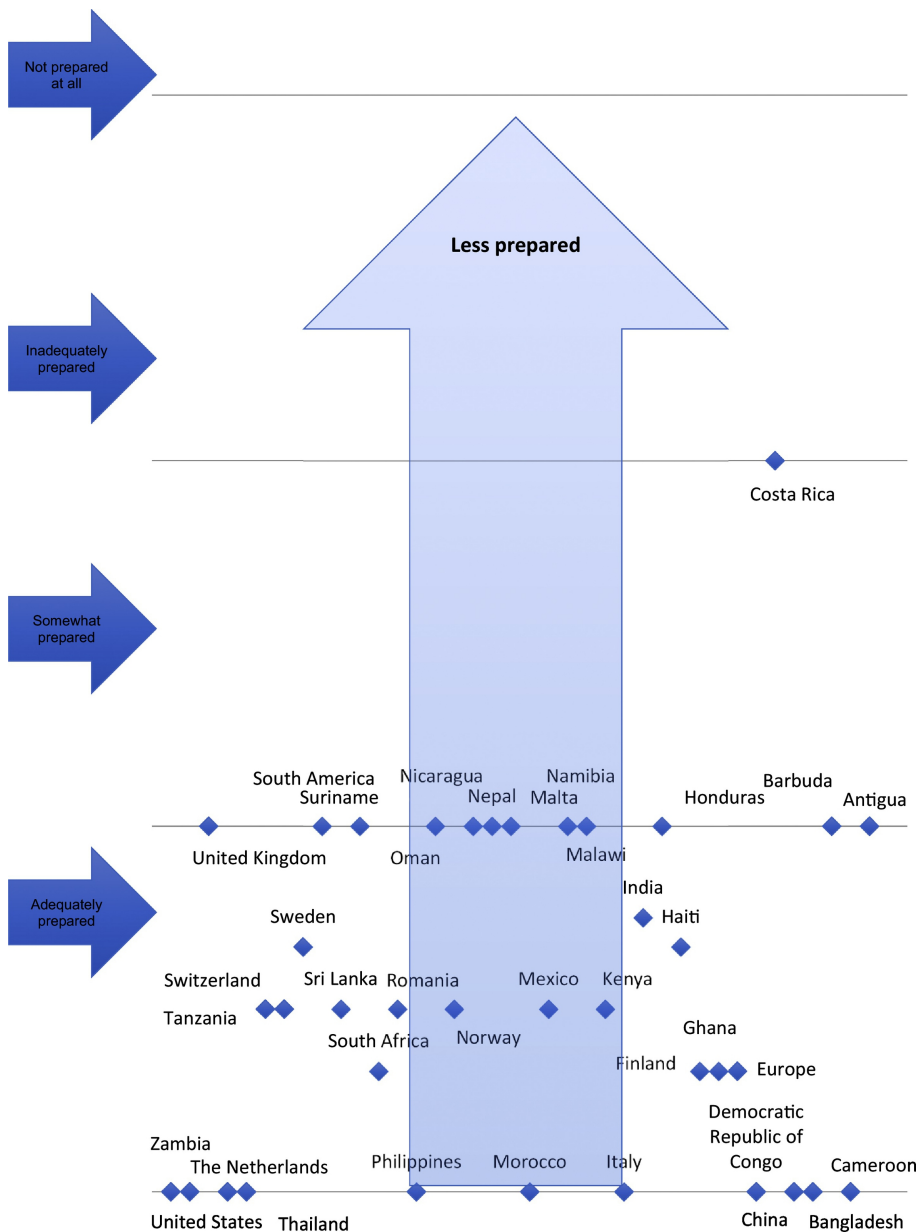 Not prepared
at all
Less prepared
Inadequately
prepared
Costa Rica
Somewhat
prepared
South America
Nicaragua
Namibia
Barbuda
Suriname
Nepal
Malta
Honduras
Antigua
United Kingdom
Oman
Malawi
Adequately
prepared
India
Sweden
Haiti
Switzerland
Sri Lanka
Romania
Mexico
Kenya
Tanzania
South Africa
Norway
Ghana
Finland
Europe
Democratic
Republic of
Congo
Zambia
The Netherlands
Philippines
Morocco
Italy
Cameroon
United States
Thailand
China
Bangladesh